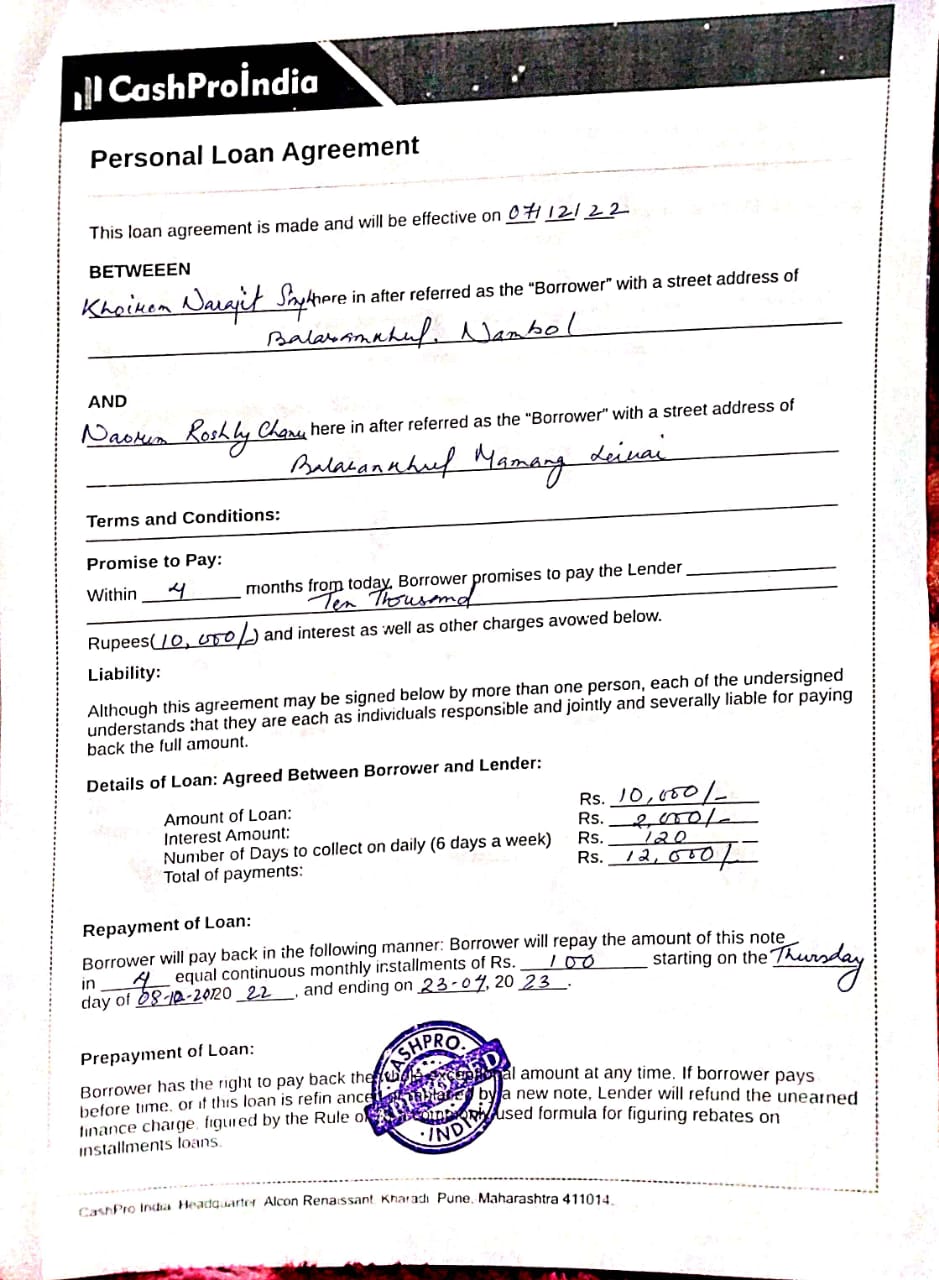 CashProIndia
Personal Loan Agreement
This loan agreement is made and will be effective on 07/12/22
BETWEEEN
Khoirom Narajit Singh here in after referred as the “Borrower” with a street address of
Nambol
AND
Naorem Roshly Chanu here in after referred as the “Borrower” with a street address of
Mamang Leikai
Terms and Conditions:
Promise to Pay:
Within 4 months from today, Borrower promises to pay the Lender
Ten Thousand
Rupees(10,000/-) and interest as well as other charges avowed below.
Liability:
Although this agreement may be signed below by more than one person, each of the undersigned
understands that they are each as individuals responsible and jointly and severally liable for paying
back the full amount.
Details of Loan: Agreed Between Borrower and Lender:
Amount of Loan: Rs. 10,000/-
Interest Amount: Rs. 2,000/-
Number of Days to collect on daily (6 days a week) Rs. 120
Total of payments: Rs. 12,000/-
Repayment of Loan:
Borrower will pay back in the following manner: Borrower will repay the amount of this note
in 4 equal continuous monthly installments of Rs. 100 starting on the Thursday
day of 08-12-2020 22, and ending on 23-04, 20 23.
Prepayment of Loan:
Borrower has the right to pay back the amount at any time. If borrower pays
before time, or if this loan is refinanced by a new note, Lender will refund the unearned
finance charge, figured by the Rule of used formula for figuring rebates on
installments loans.
CASHPRO
APPROVED
INDIA
CashPro India Headquarter Alcon Renaissant Kharadi Pune, Maharashtra 411014.